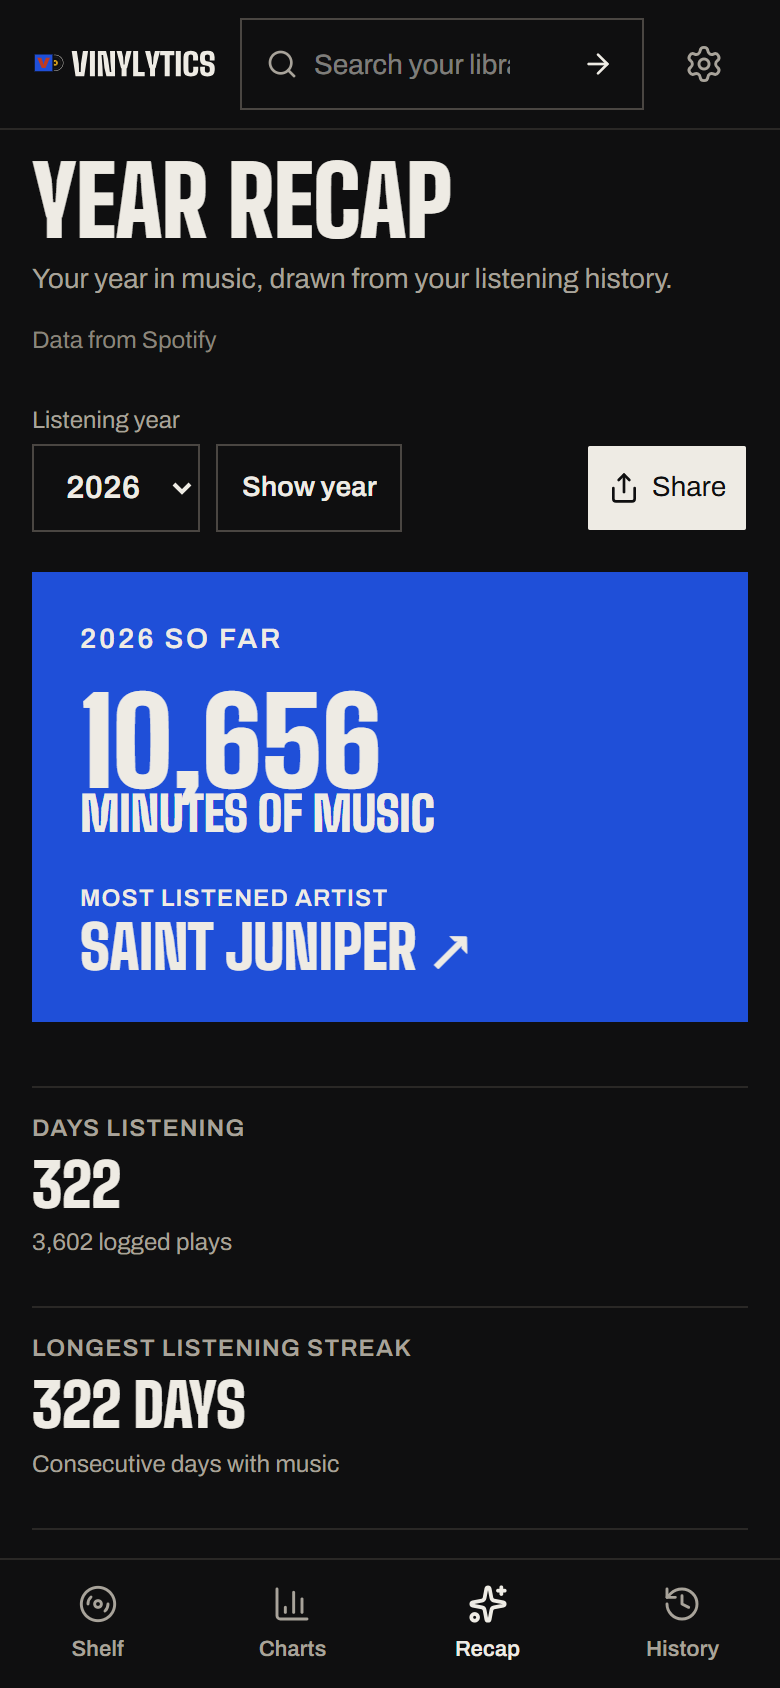 VINYLYTICS
Search your libra
YEAR RECAP
Your year in music, drawn from your listening history.
Data from Spotify
Listening year
2026
Show year
Share
2026 SO FAR
10,656
MINUTES OF MUSIC
MOST LISTENED ARTIST
SAINT JUNIPER ↗
DAYS LISTENING
322
3,602 logged plays
LONGEST LISTENING STREAK
322 DAYS
Consecutive days with music
Shelf
Charts
Recap
History